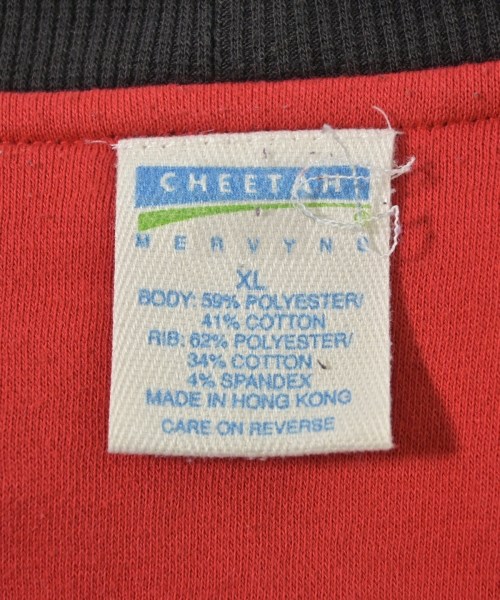 CHEETAH
MERVYNS
XL
BODY: 59% POLYESTER/
41% COTTON
RIB: 62% POLYESTER/
34% COTTON
4% SPANDEX
MADE IN HONG KONG
CARE ON REVERSE